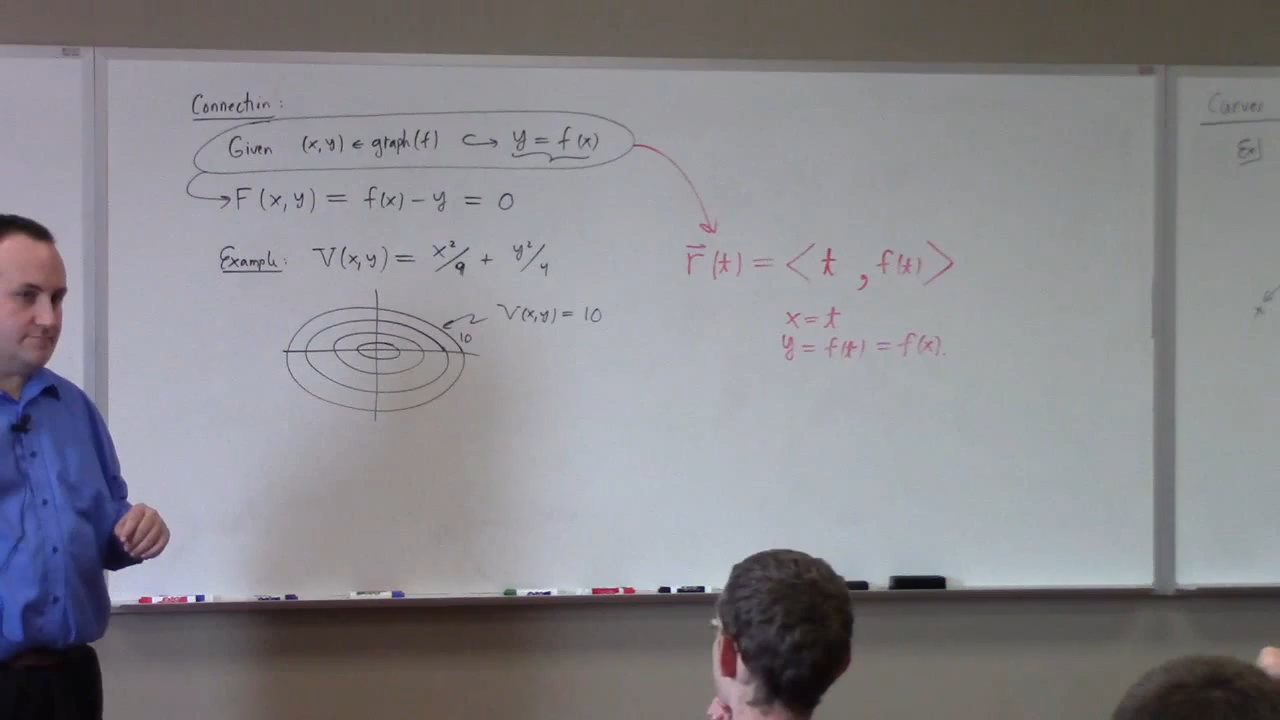 Connection:
Given (x,y) ∈ graph(f) ↪ y = f(x)
F(x,y) = f(x) - y = 0
Example: V(x,y) = x²/9 + y²/4
V(x,y) = 10
10
r⃗(t) = < t , f(t) >
x = t
y = f(t) = f(x).
Curves
Ex)
x